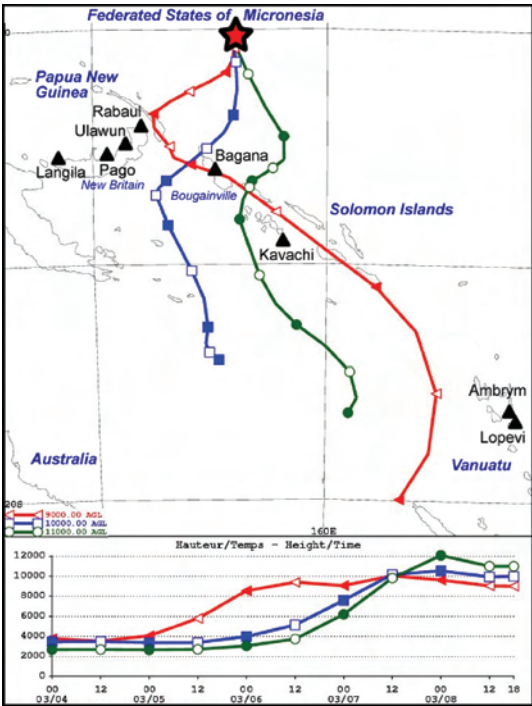 Federated States of Micronesia
0
Papua New
Guinea
Rabaul
Ulawun
Langila
Pago
New Britain
Bagana
Bougainville
Solomon Islands
Kavachi
Ambrym
Lopevi
Australia
Vanuatu
20S
160E
9000.00 AGL
10000.00 AGL
11000.00 AGL
Hauteur/Temps - Height/Time
12000
10000
8000
6000
4000
2000
0
00 12 00 12 00 12 00 12 00 12 18
03/04 03/05 03/06 03/07 03/08